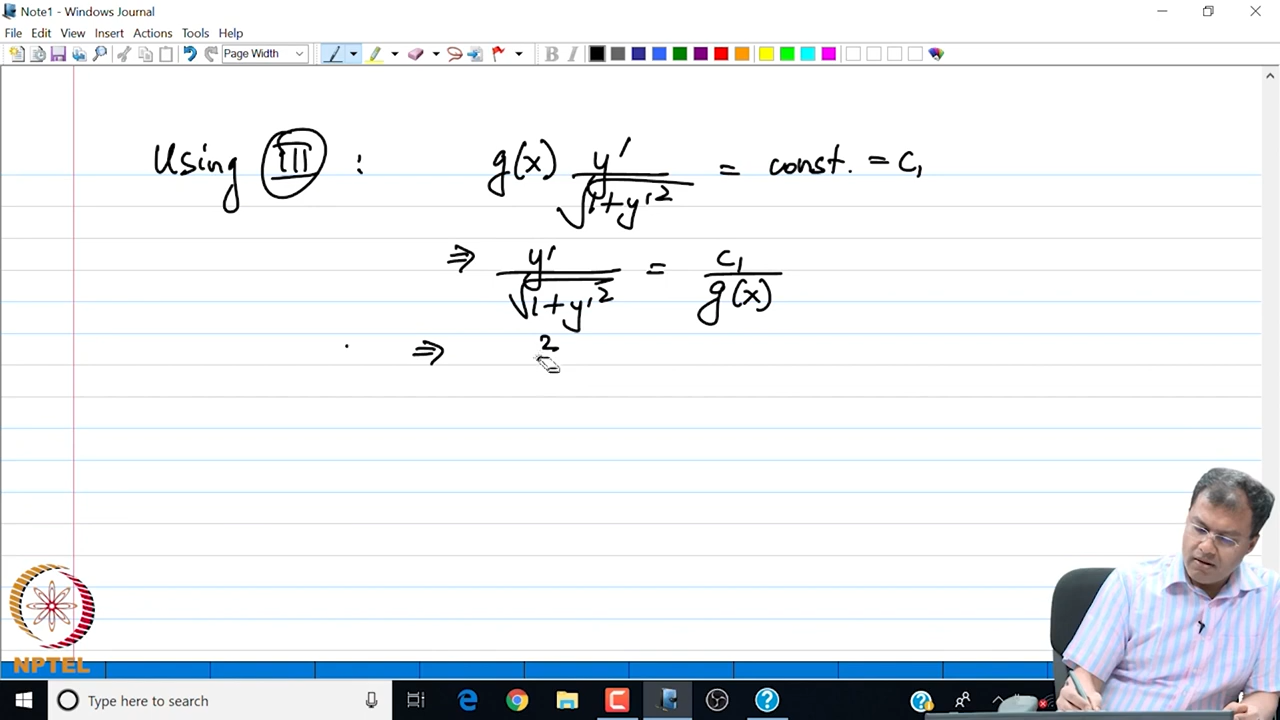 Note1 - Windows Journal
File Edit View Insert Actions Tools Help
Page Width
B I
Using III : g(x) y' / √1+y'² = const. = c₁
⇒ y' / √1+y'² = c₁ / g(x)
⇒ 2
NPTEL
Type here to search